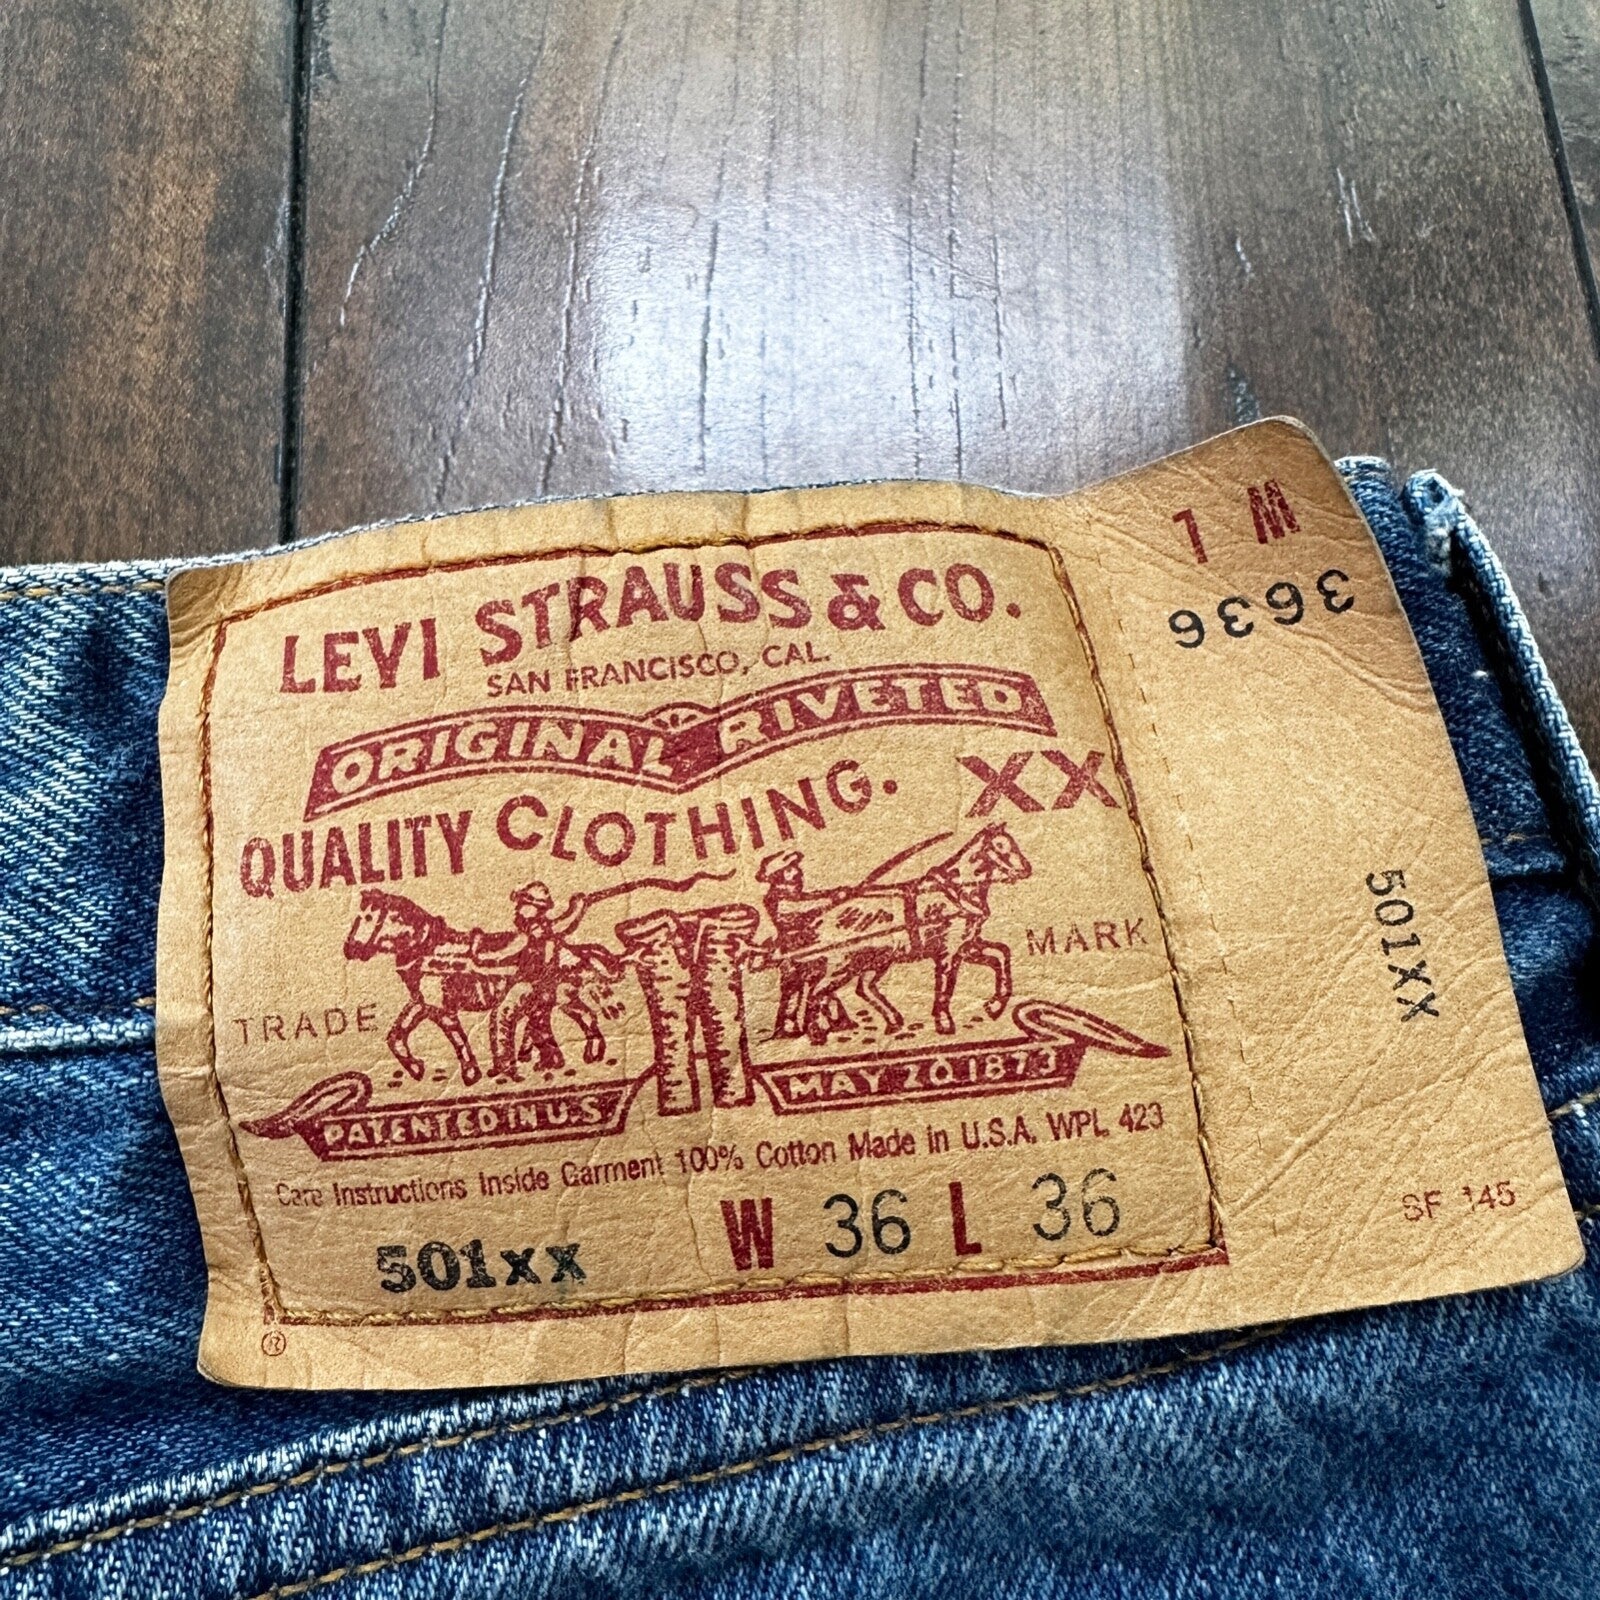 LEVI STRAUSS & CO.
SAN FRANCISCO, CAL.
ORIGINAL RIVETED
QUALITY CLOTHING. XX
TRADE MARK
PATENTED IN U.S MAY 20 1873
Care Instructions Inside Garment 100% Cotton Made in U.S.A. WPL 423
501XX W 36 L 36
®
W L
3636
501XX
SF 145